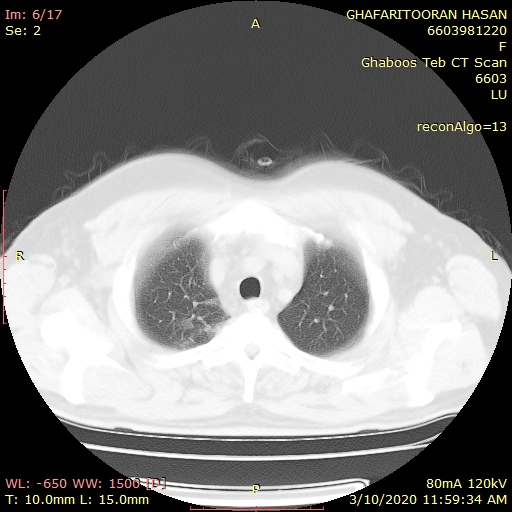 Im: 6/17
Se: 2
A
GHAFARITOORAN HASAN
6603981220
F
Ghaboos Teb CT Scan
6603
LU
reconAlgo=13
R
L
WL: -650 WW: 1500 [D]
T: 10.0mm L: 15.0mm
P
80mA 120kV
3/10/2020 11:59:34 AM